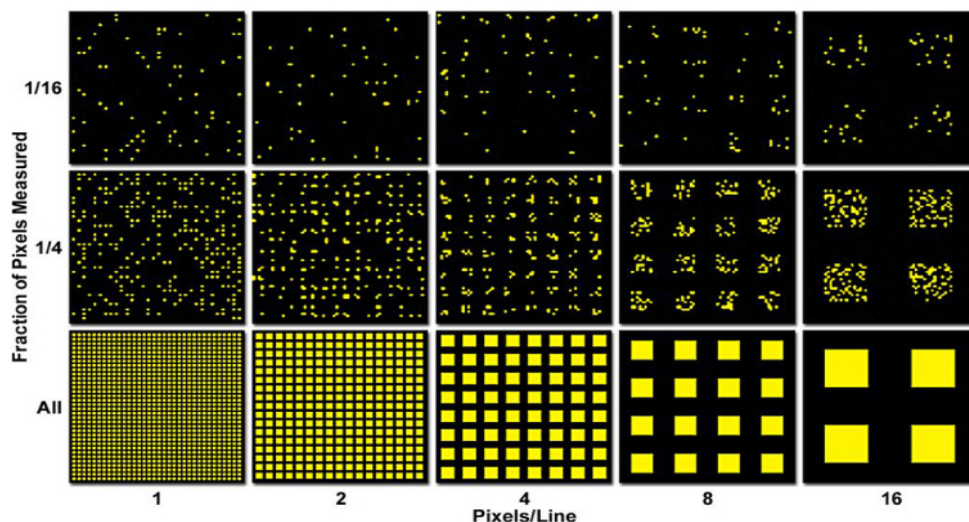 Fraction of Pixels Measured
1/16
1/4
All
1
2
4
8
16
Pixels/Line